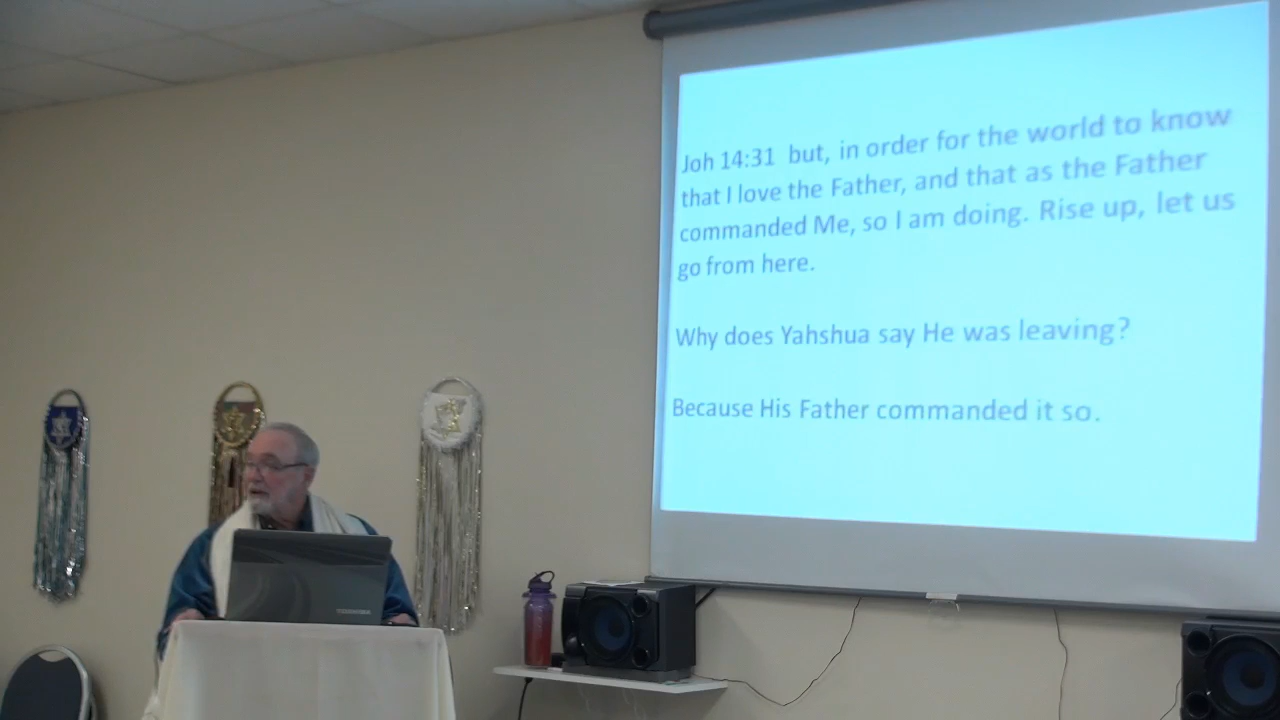 Joh 14:31 but, in order for the world to know
that I love the Father, and that as the Father
commanded Me, so I am doing. Rise up, let us
go from here.
Why does Yahshua say He was leaving?
Because His Father commanded it so.
TOSHIBA